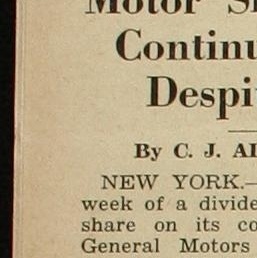 Motor S
Continu
Despi
By C. J. Al
NEW YORK.—
week of a divide
share on its co
General Motors